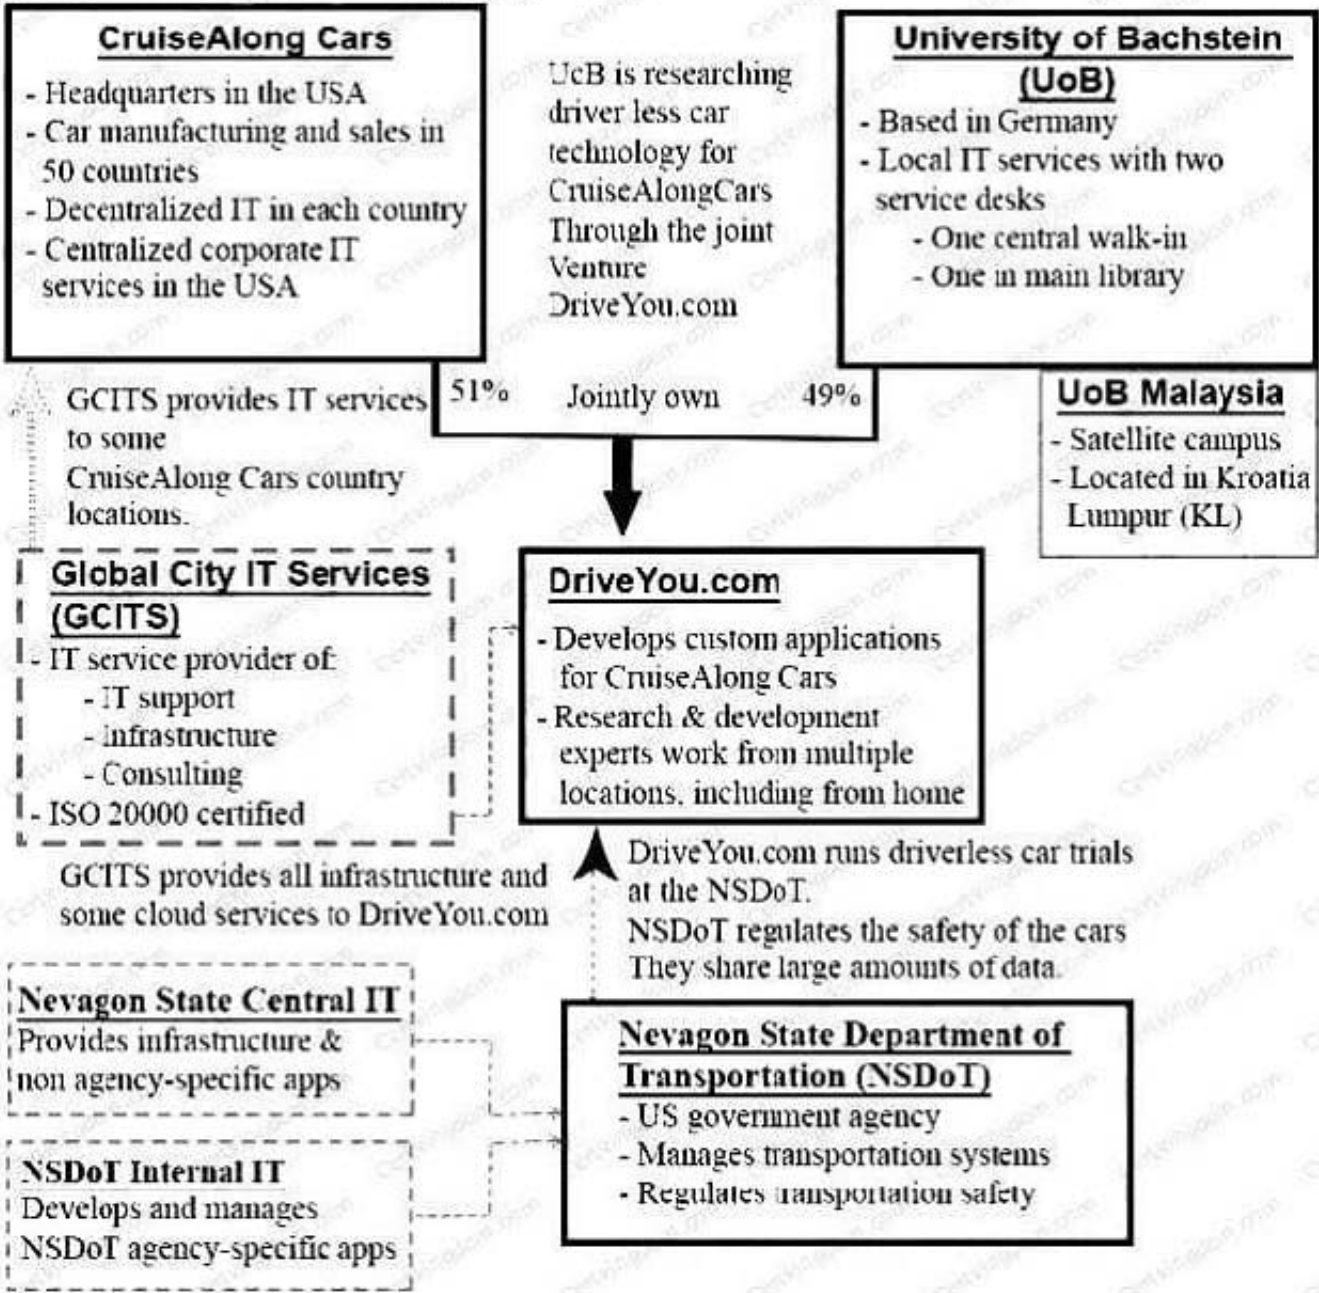 CruiseAlong Cars
- Headquarters in the USA
- Car manufacturing and sales in
50 countries
- Decentralized IT in each country
- Centralized corporate IT
services in the USA
UcB is researching
driver less car
technology for
CruiseAlongCars
Through the joint
Venture
DriveYou.com
University of Bachstein
(UoB)
- Based in Germany
- Local IT services with two
service desks
- One central walk-in
- One in main library
51% Jointly own 49%
UoB Malaysia
- Satellite campus
- Located in Kroatia
Lumpur (KL)
GCITS provides IT services
to some
CruiseAlong Cars country
locations.
Global City IT Services
(GCITS)
- IT service provider of:
- IT support
- Infrastructure
- Consulting
- ISO 20000 certified
DriveYou.com
- Develops custom applications
for CruiseAlong Cars
- Research & development
experts work from multiple
locations, including from home
GCITS provides all infrastructure and
some cloud services to DriveYou.com
DriveYou.com runs driverless car trials
at the NSDoT.
NSDoT regulates the safety of the cars
They share large amounts of data.
Nevagon State Central IT
Provides infrastructure &
non agency-specific apps
NSDoT Internal IT
Develops and manages
NSDoT agency-specific apps
Nevagon State Department of
Transportation (NSDoT)
- US government agency
- Manages transportation systems
- Regulates transportation safety